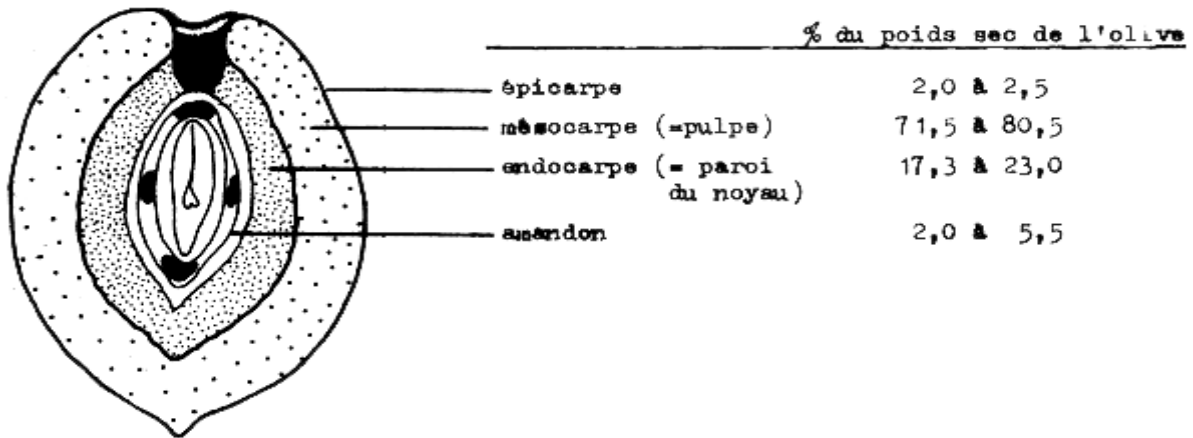 % du poids sec de l'olive
épicarpe 2,0 à 2,5
mésocarpe (=pulpe) 71,5 à 80,5
endocarpe (= paroi 17,3 à 23,0
du noyau)
amandon 2,0 à 5,5